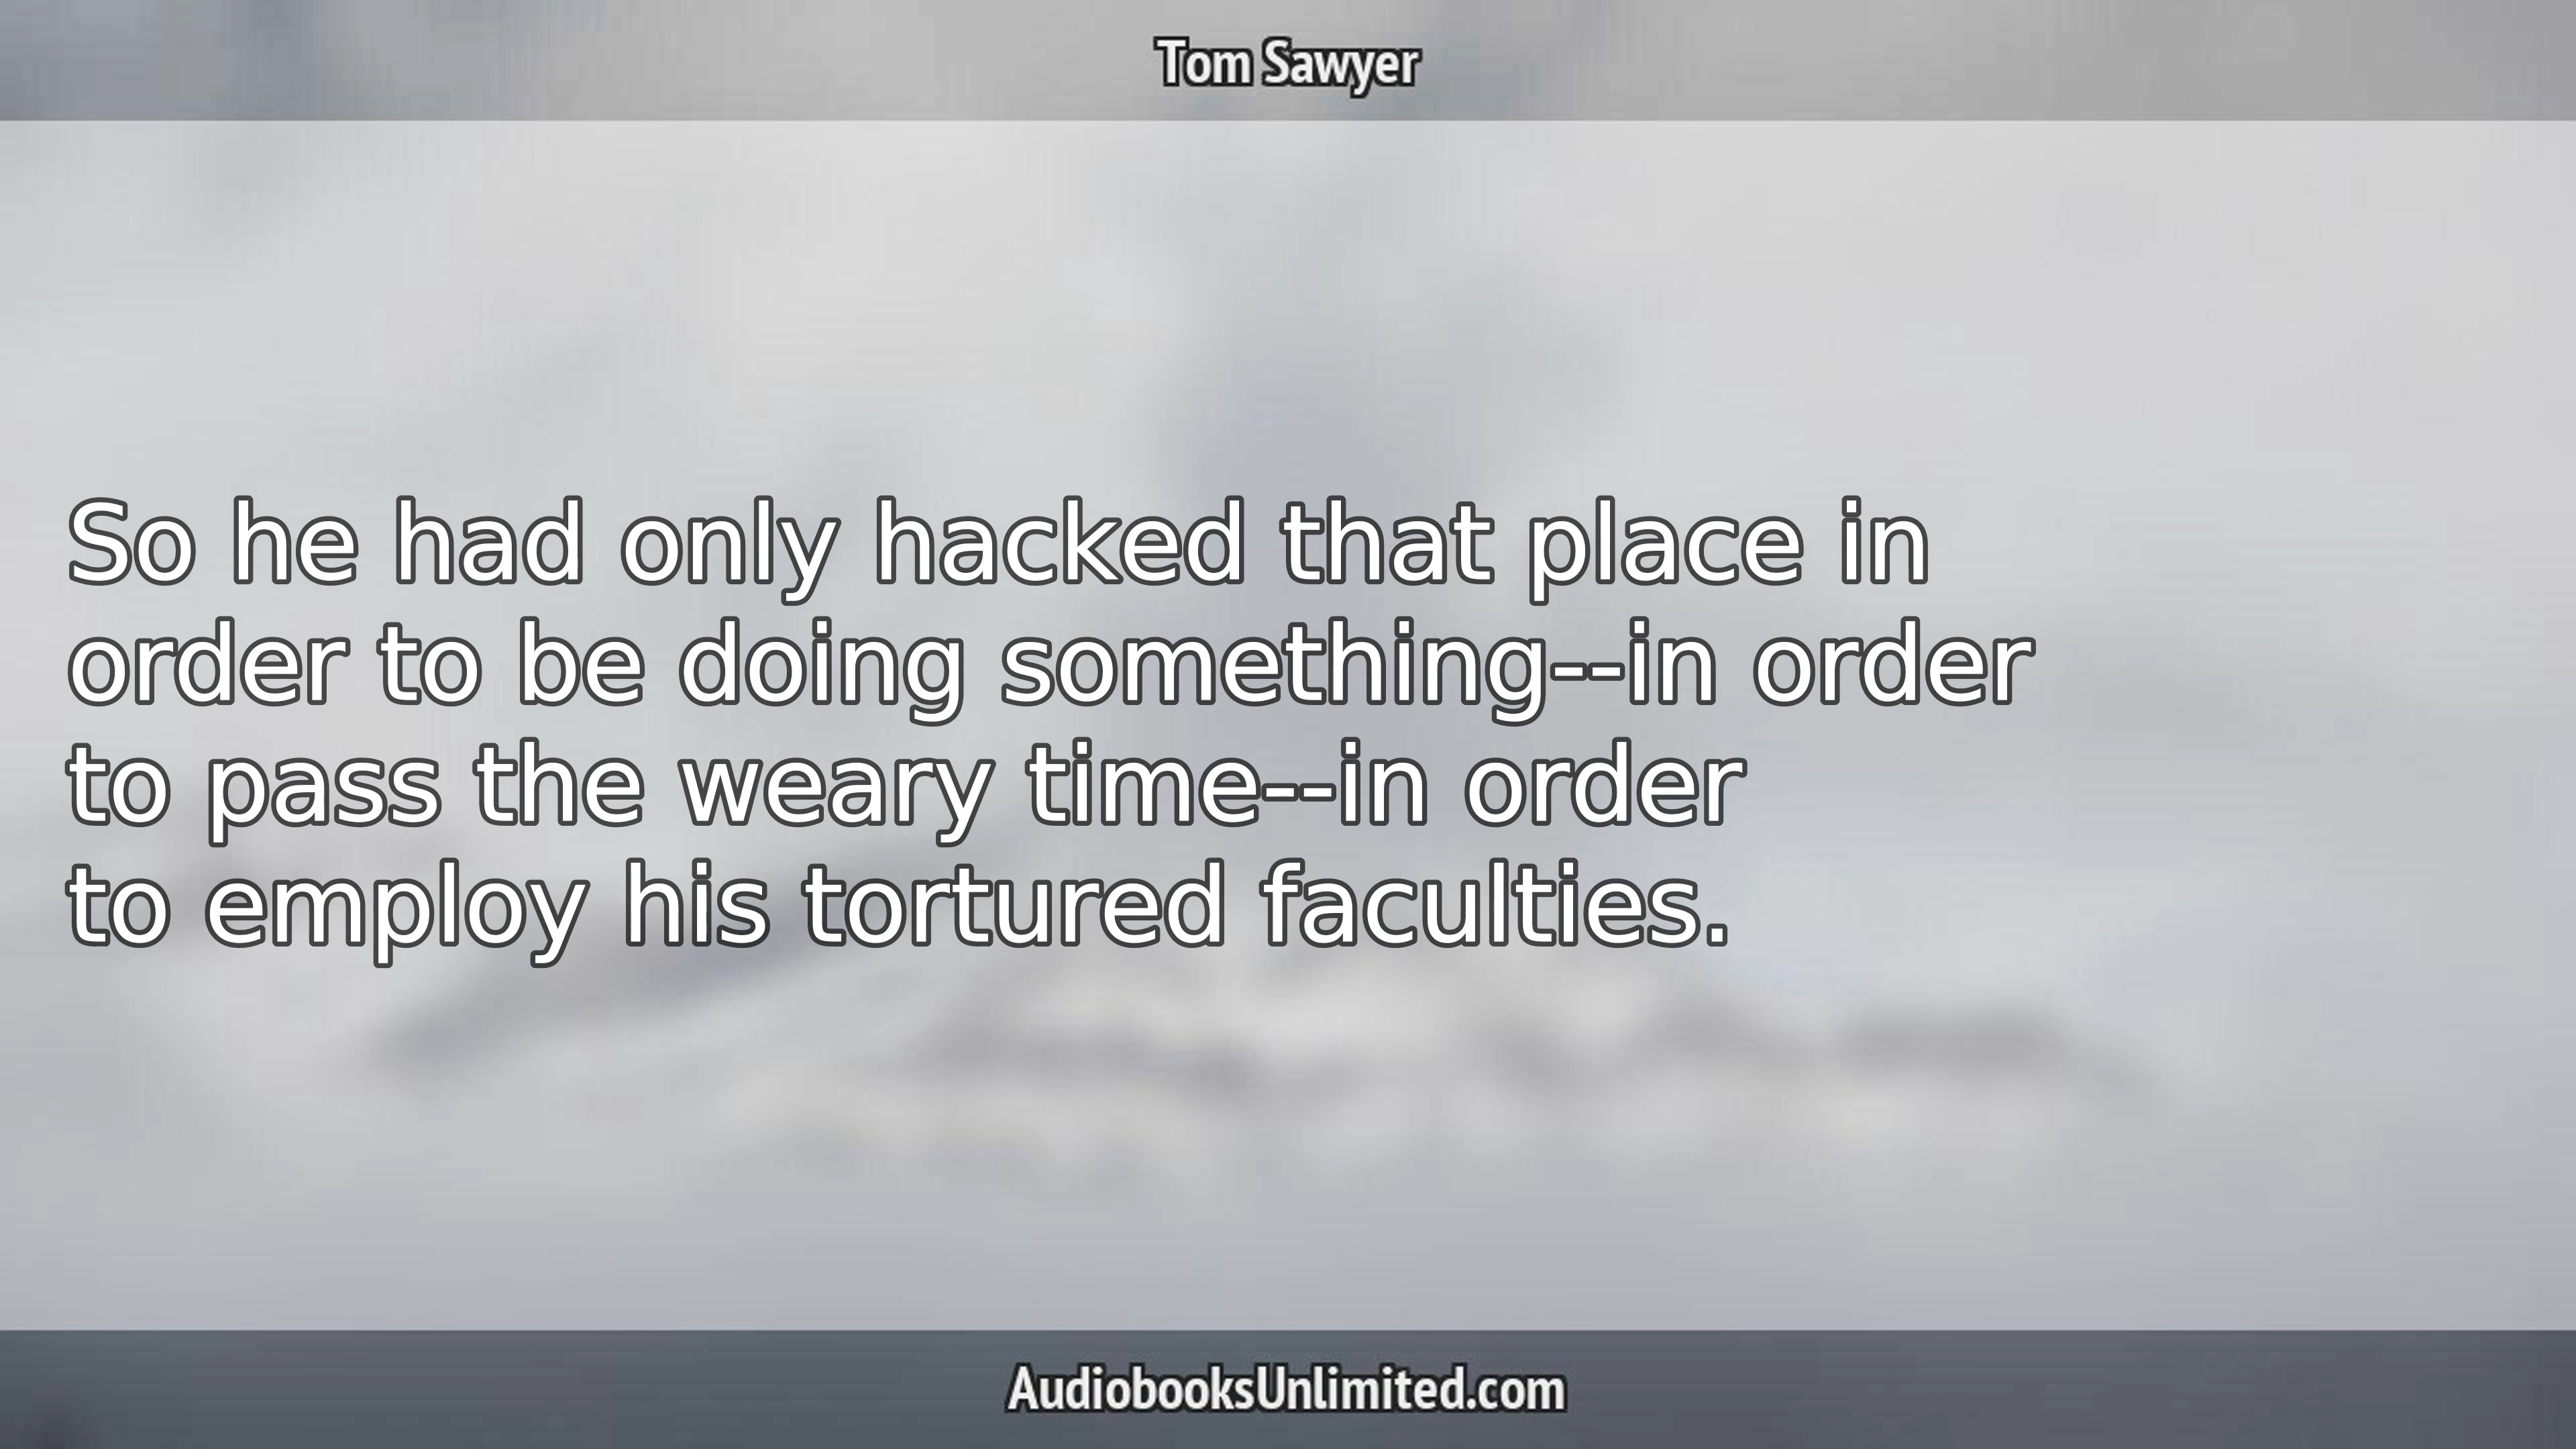 Tom Sawyer
So he had only hacked that place in
order to be doing something--in order
to pass the weary time--in order
to employ his tortured faculties.
AudiobooksUnlimited.com